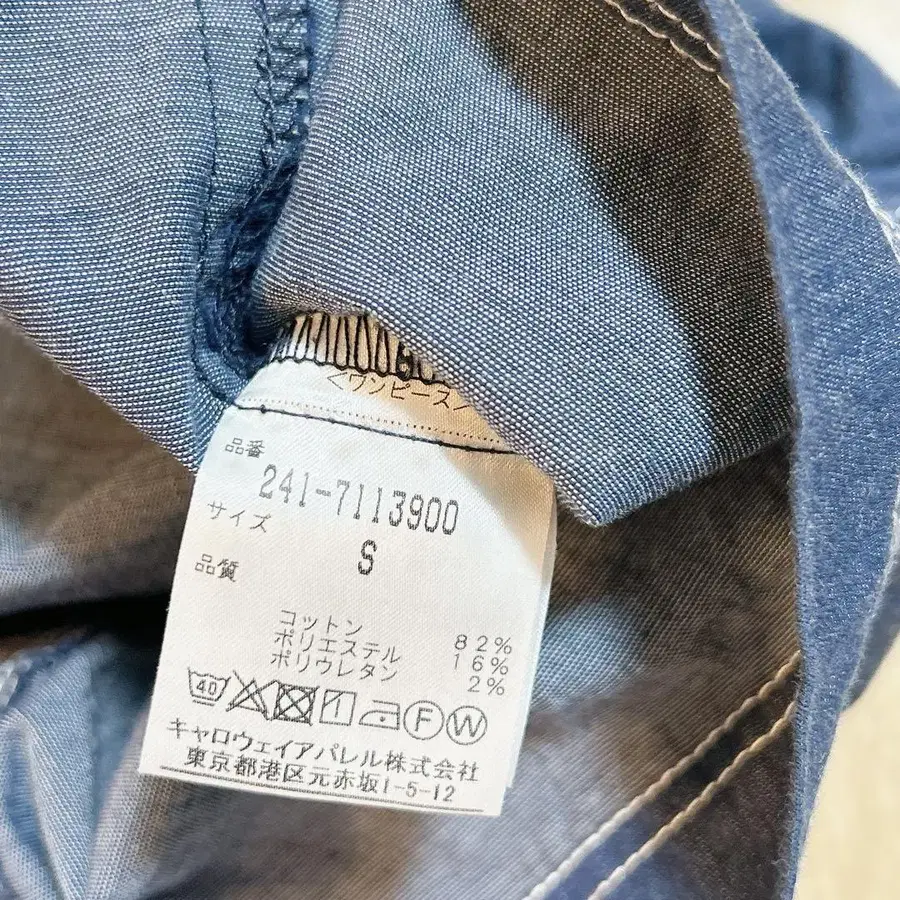 <ワンピース>
品番
241-7113900
サイズ
S
品質
コットン 82%
ポリエステル 16%
ポリウレタン 2%
40 F W
キャロウェイアパレル株式会社
東京都港区元赤坂1-5-12